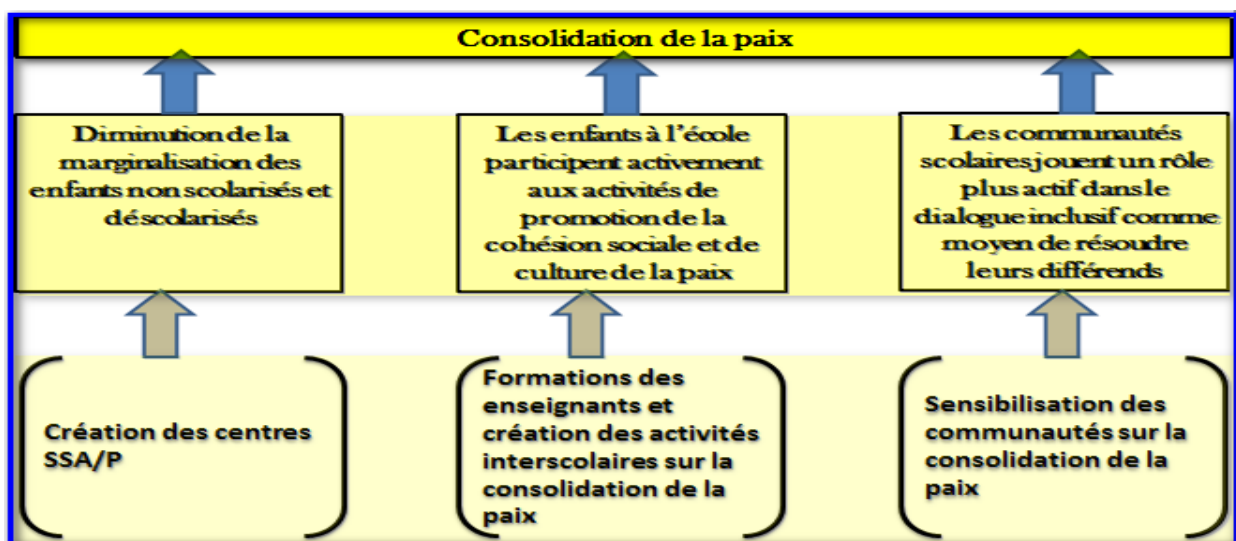 Consolidation de la paix
Diminution de la
marginalisation des
enfants non scolarisés et
déscolarisés
Les enfants à l'école
participent activement
aux activités de
promotion de la
cohésion sociale et de
culture de la paix
Les communautés
scolaires jouent un rôle
plus actif dans le
dialogue inclusif comme
moyen de résoudre
leurs différends
Création des centres
SSA/P
Formations des
enseignants et
création des activités
interscolaires sur la
consolidation de la
paix
Sensibilisation des
communautés sur la
consolidation de la
paix